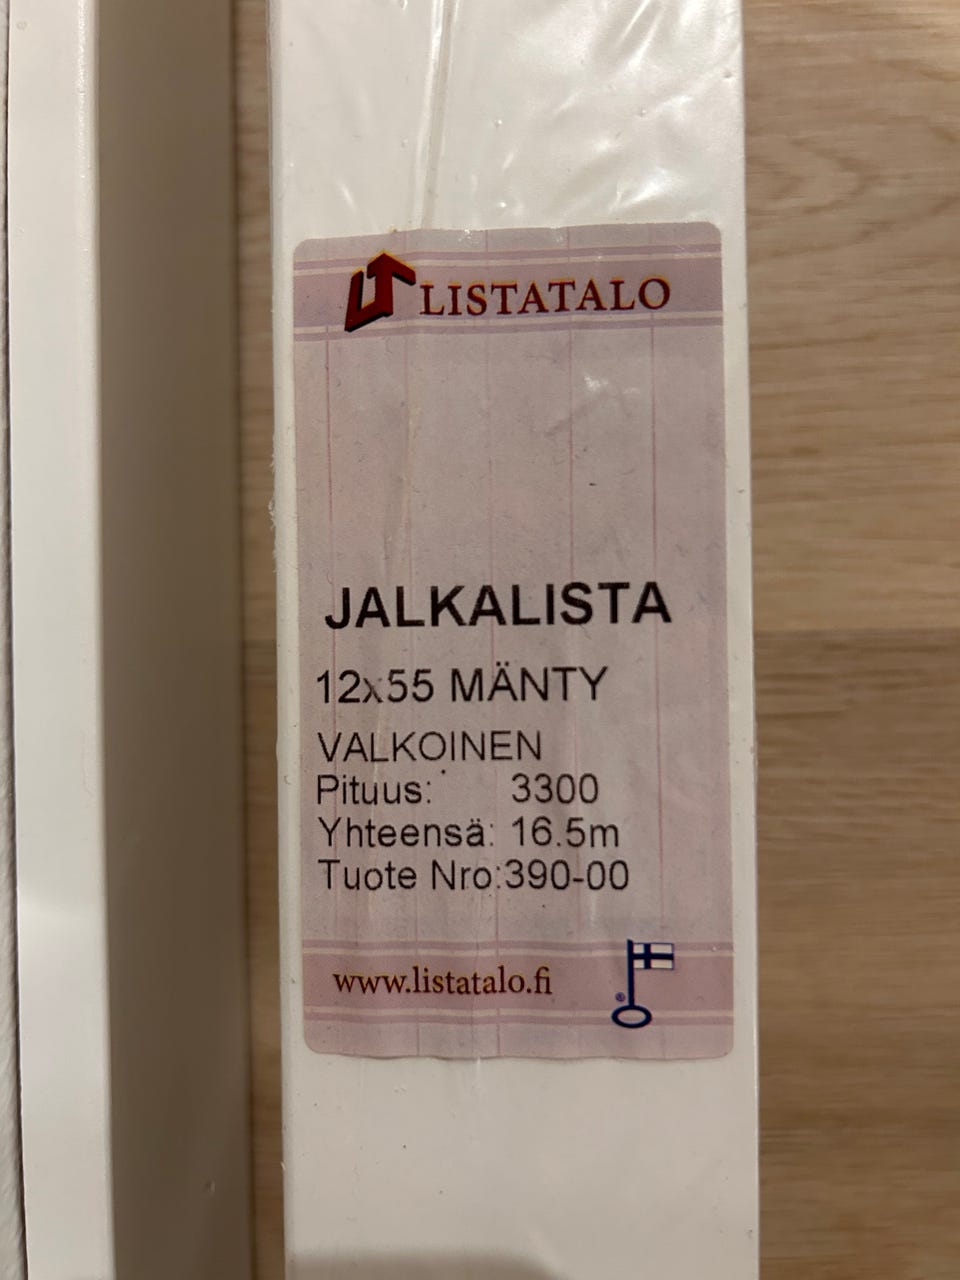 LISTATALO
JALKALISTA
12x55 MÄNTY
VALKOINEN
Pituus: 3300
Yhteensä: 16.5m
Tuote Nro:390-00
www.listatalo.fi
®